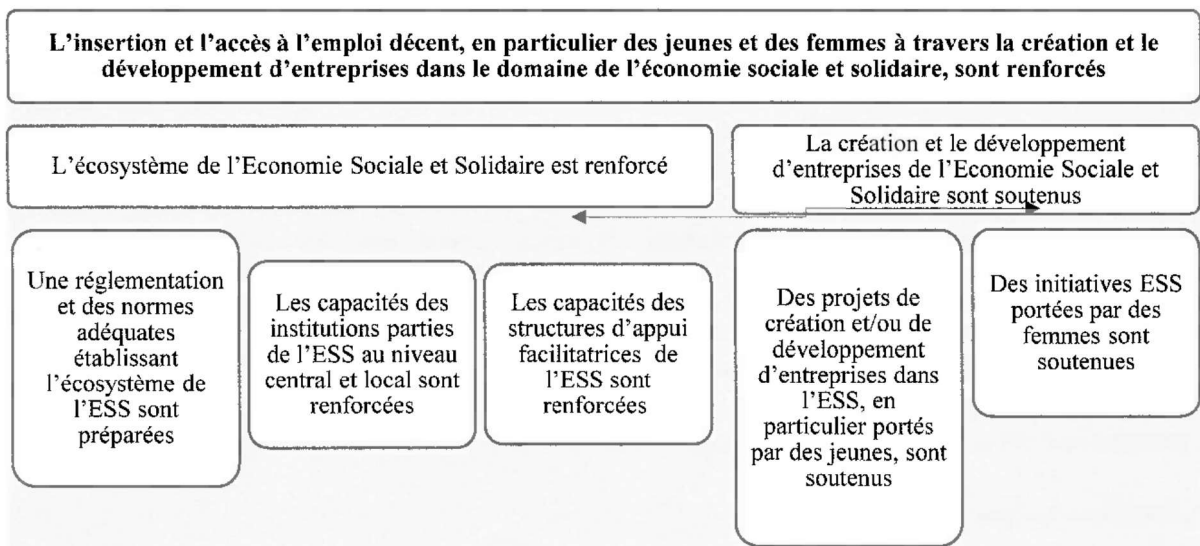 L'insertion et l'accès à l'emploi décent, en particulier des jeunes et des femmes à travers la création et le
développement d'entreprises dans le domaine de l'économie sociale et solidaire, sont renforcés
L'écosystème de l'Economie Sociale et Solidaire est renforcé
La création et le développement
d'entreprises de l'Economie Sociale et
Solidaire sont soutenus
Une réglementation
et des normes
adéquates
établissant
l'écosystème de
l'ESS sont
préparées
Les capacités des
institutions parties
de l'ESS au niveau
central et local sont
renforcées
Les capacités des
structures d'appui
facilitatrices de
l'ESS sont
renforcées
Des projets de
création et/ou de
développement
d'entreprises dans
l'ESS, en
particulier portés
par des jeunes, sont
soutenus
Des initiatives ESS
portées par des
femmes sont
soutenues